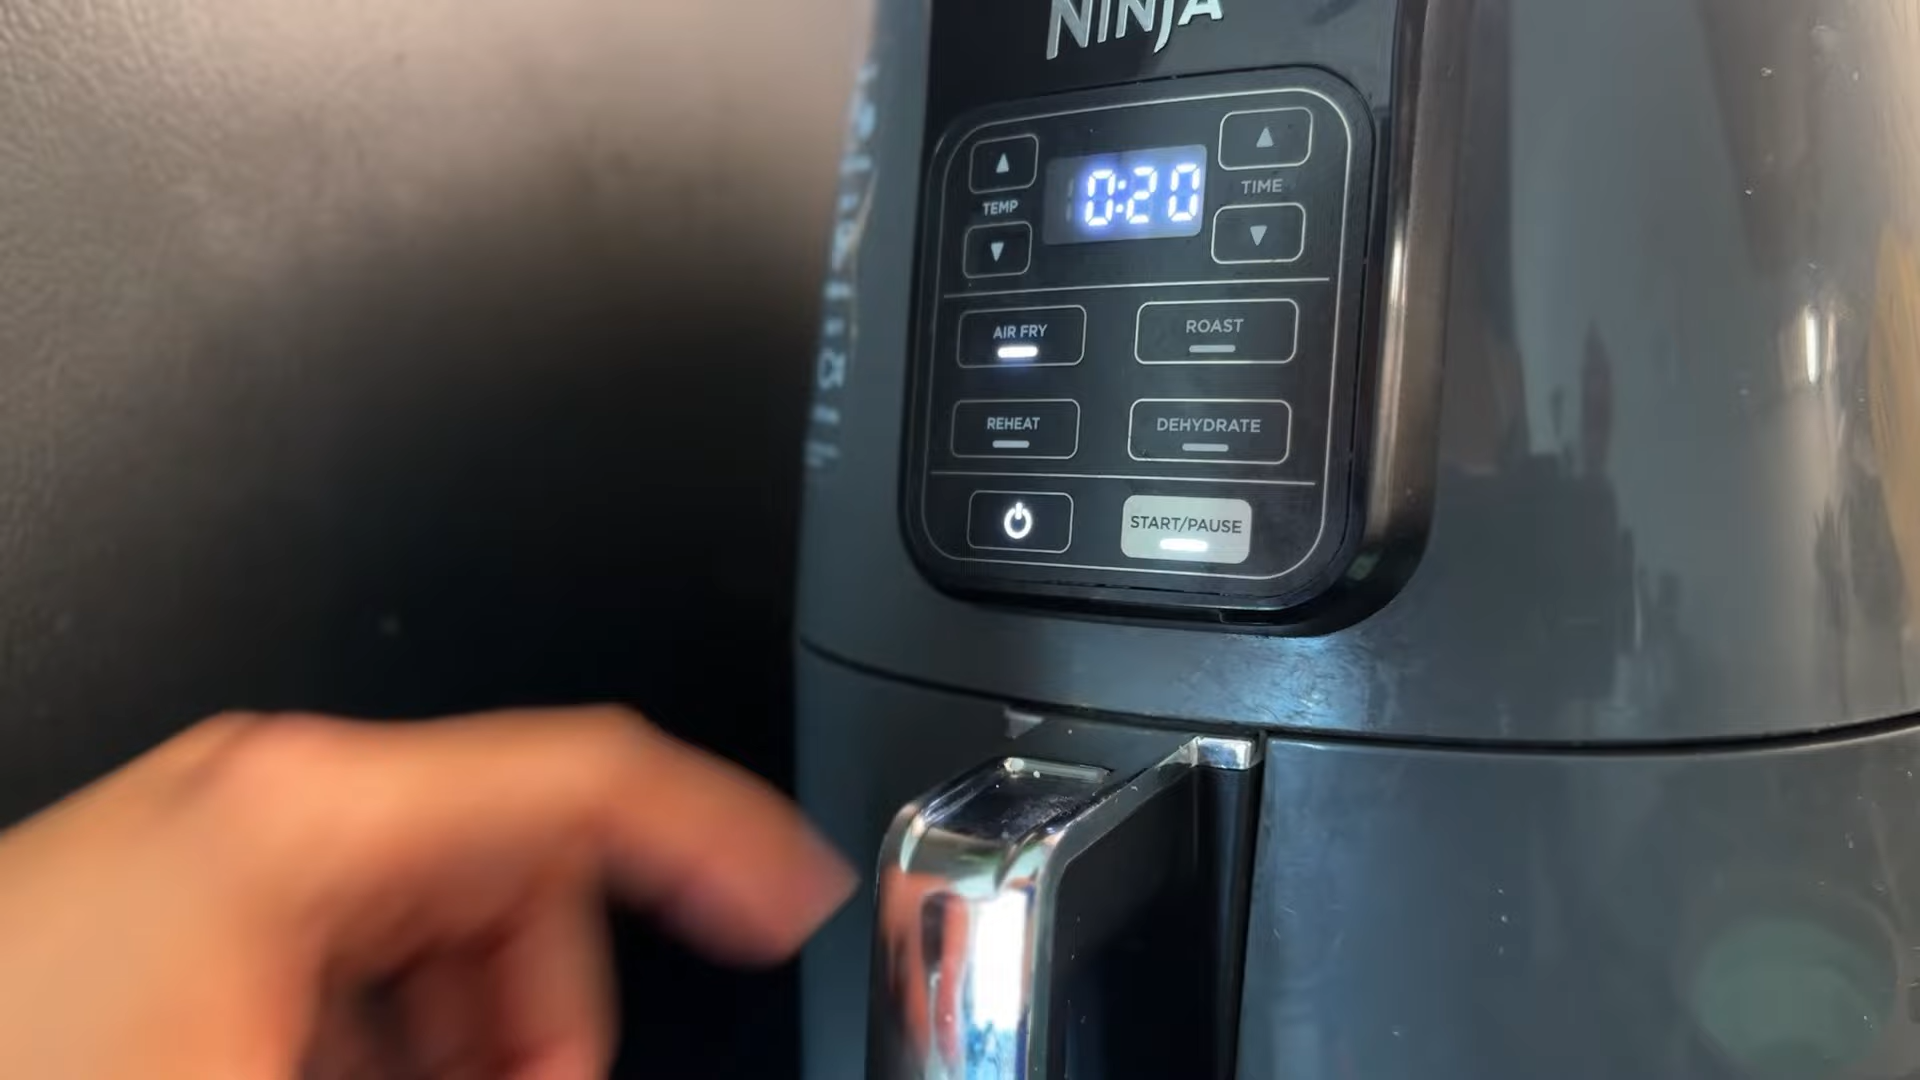 NINJA
TEMP
0:20
TIME
AIR FRY
ROAST
REHEAT
DEHYDRATE
START/PAUSE